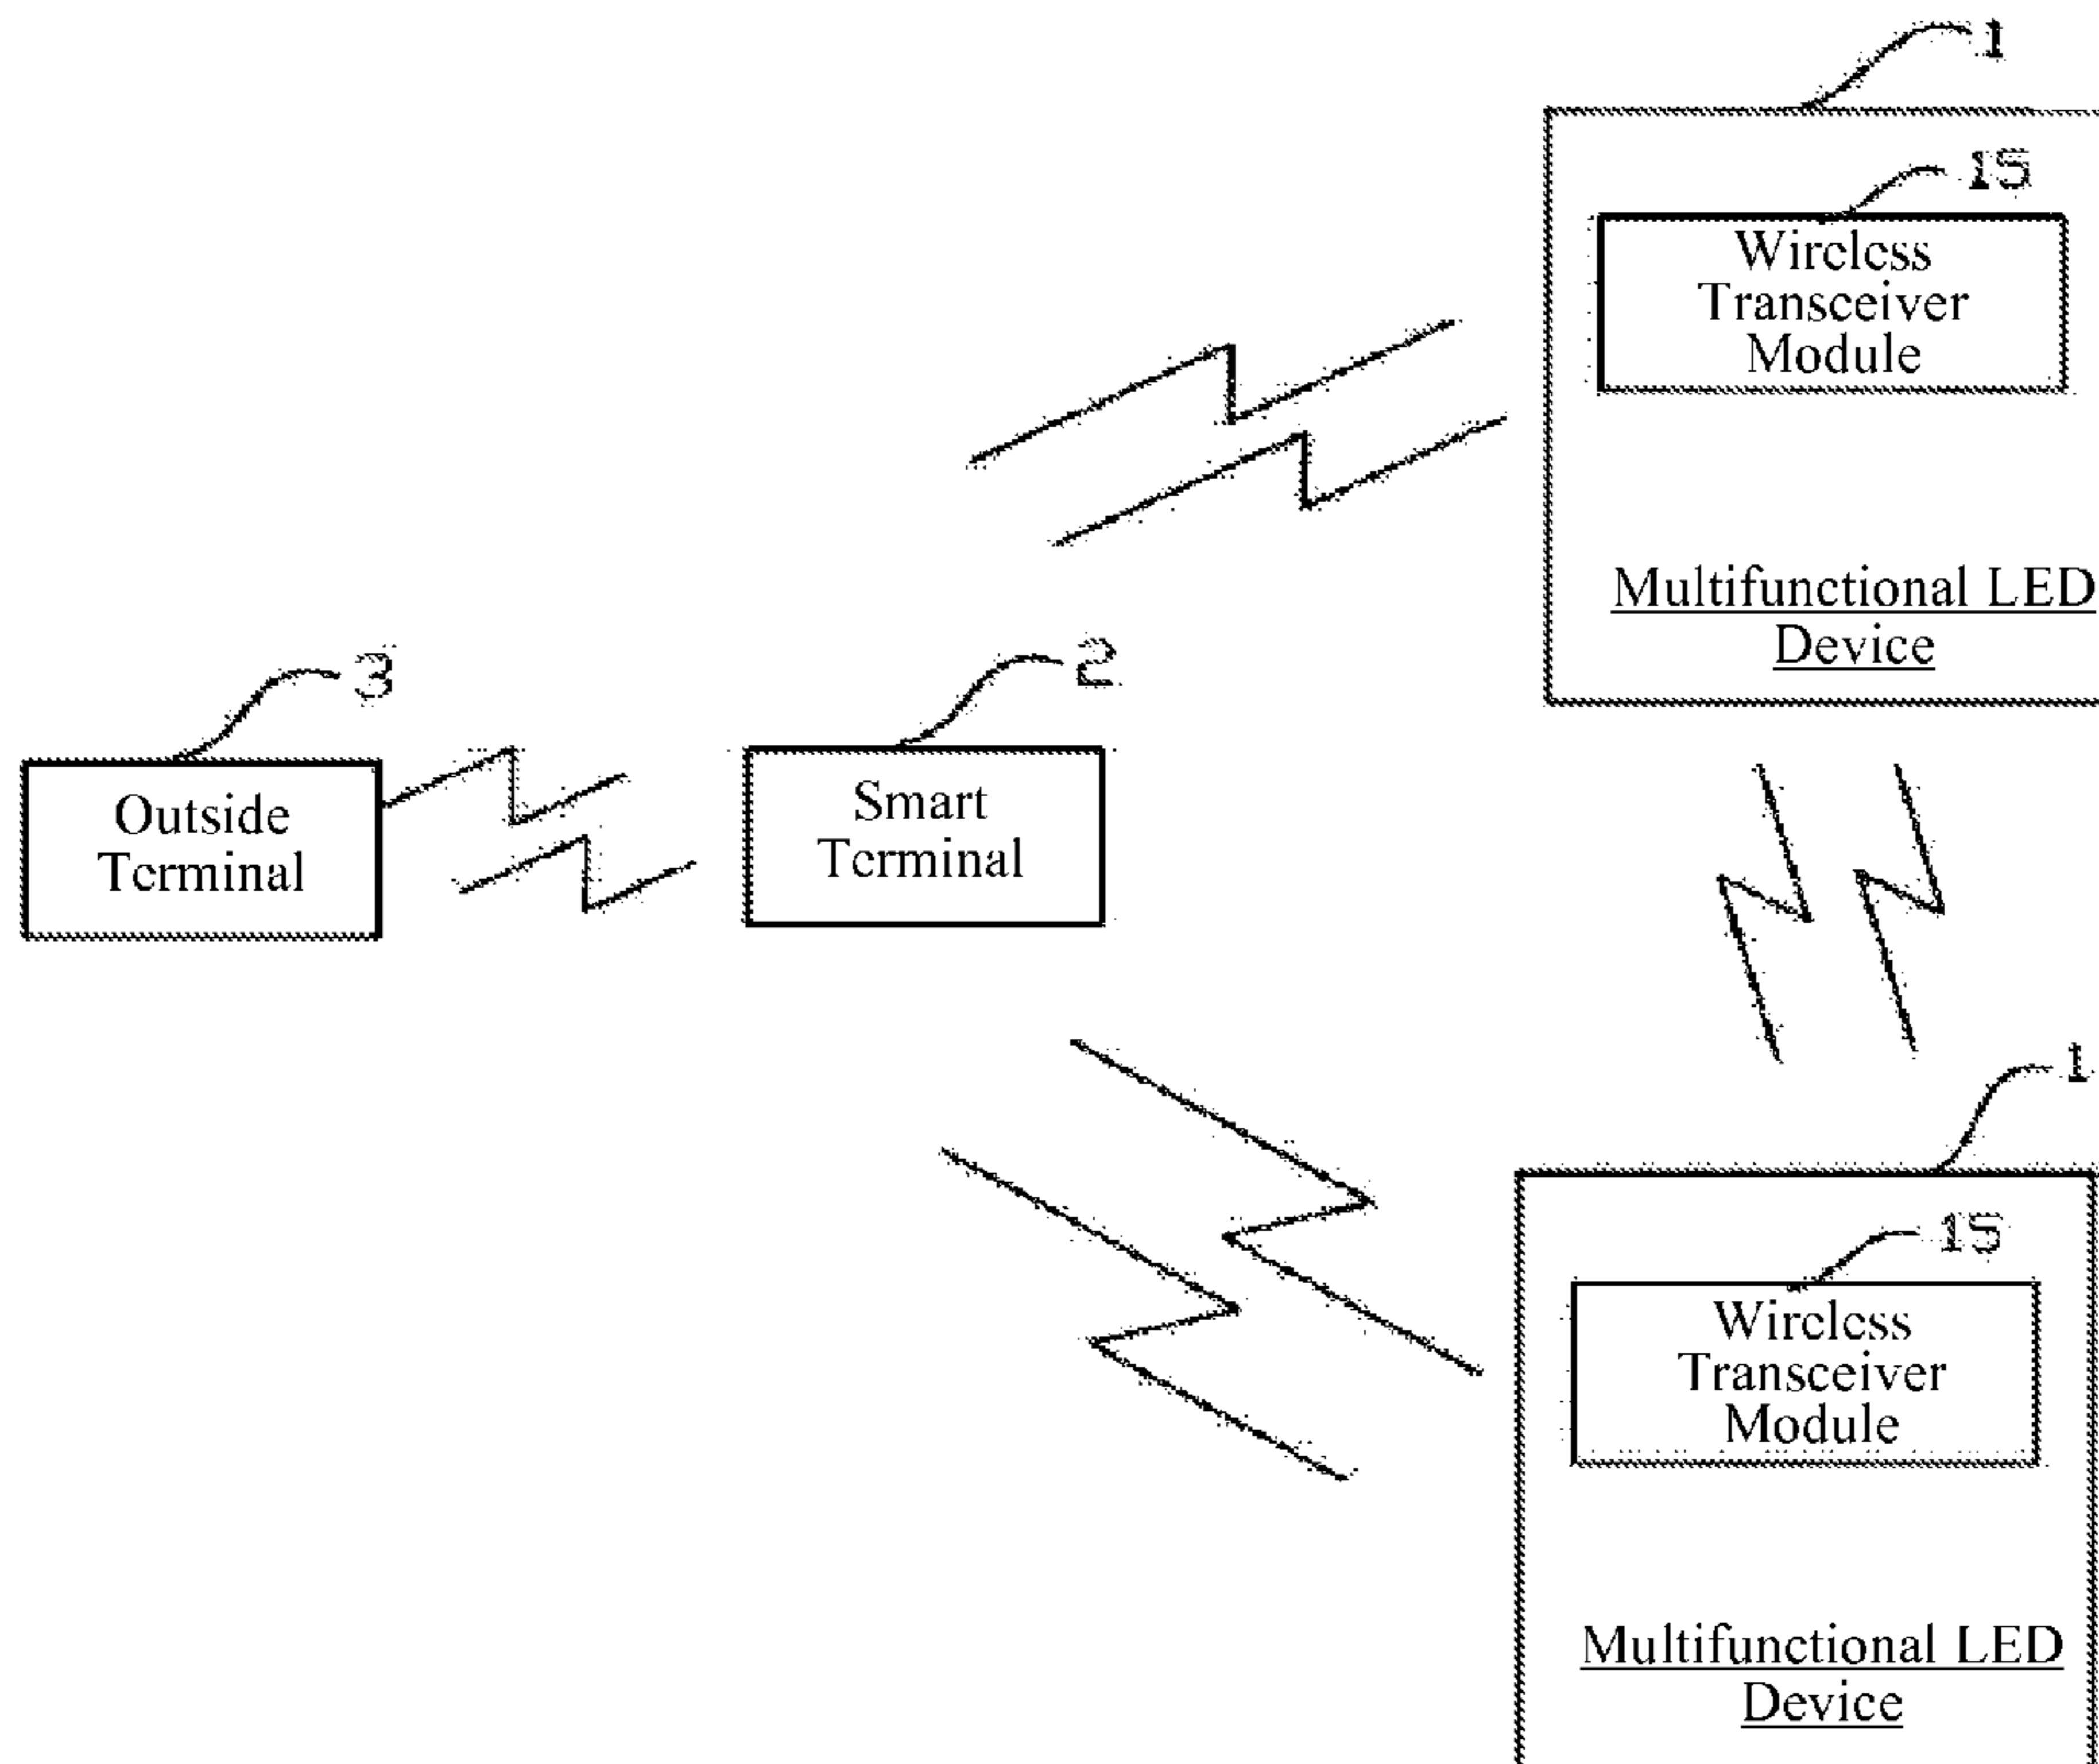 1
15
Wireless
Transceiver
Module
Multifunctional LED
Device
3
2
Outside
Terminal
Smart
Terminal
1
15
Wireless
Transceiver
Module
Multifunctional LED
Device